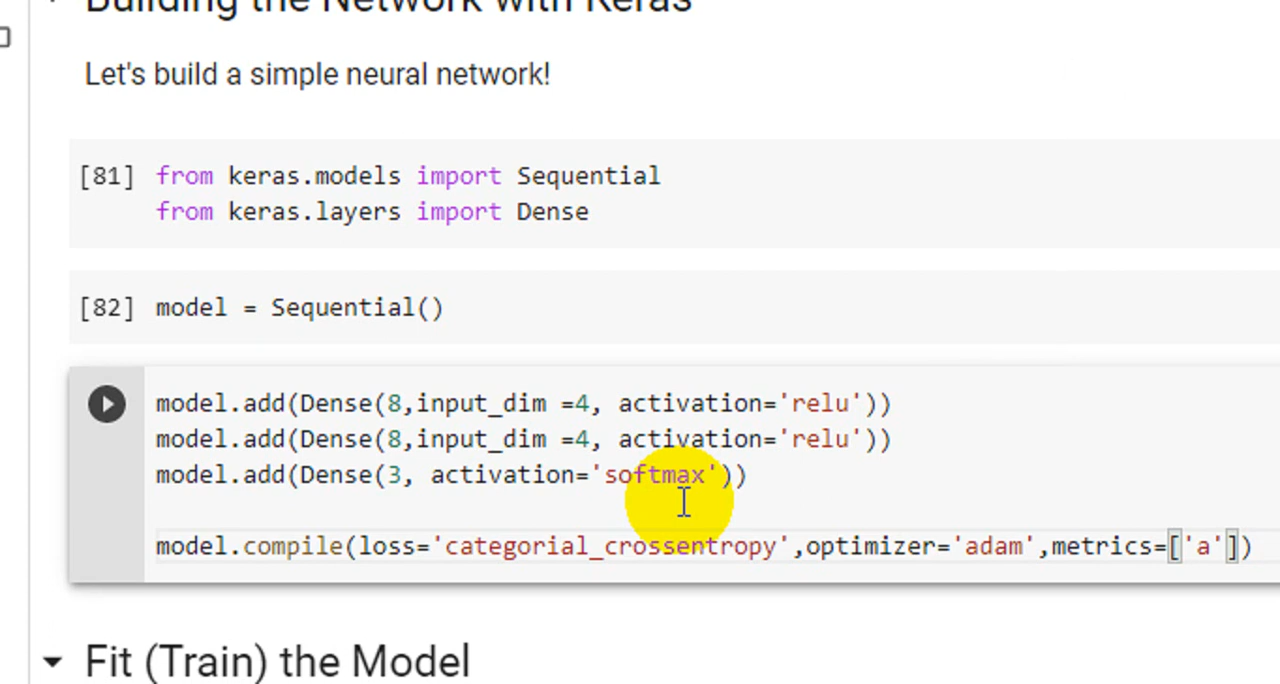 Building the Network with Keras
Let's build a simple neural network!
[81] from keras.models import Sequential
from keras.layers import Dense
[82] model = Sequential()
model.add(Dense(8,input_dim =4, activation='relu'))
model.add(Dense(8,input_dim =4, activation='relu'))
model.add(Dense(3, activation='softmax'))
model.compile(loss='categorial_crossentropy',optimizer='adam',metrics=['a'])
Fit (Train) the Model